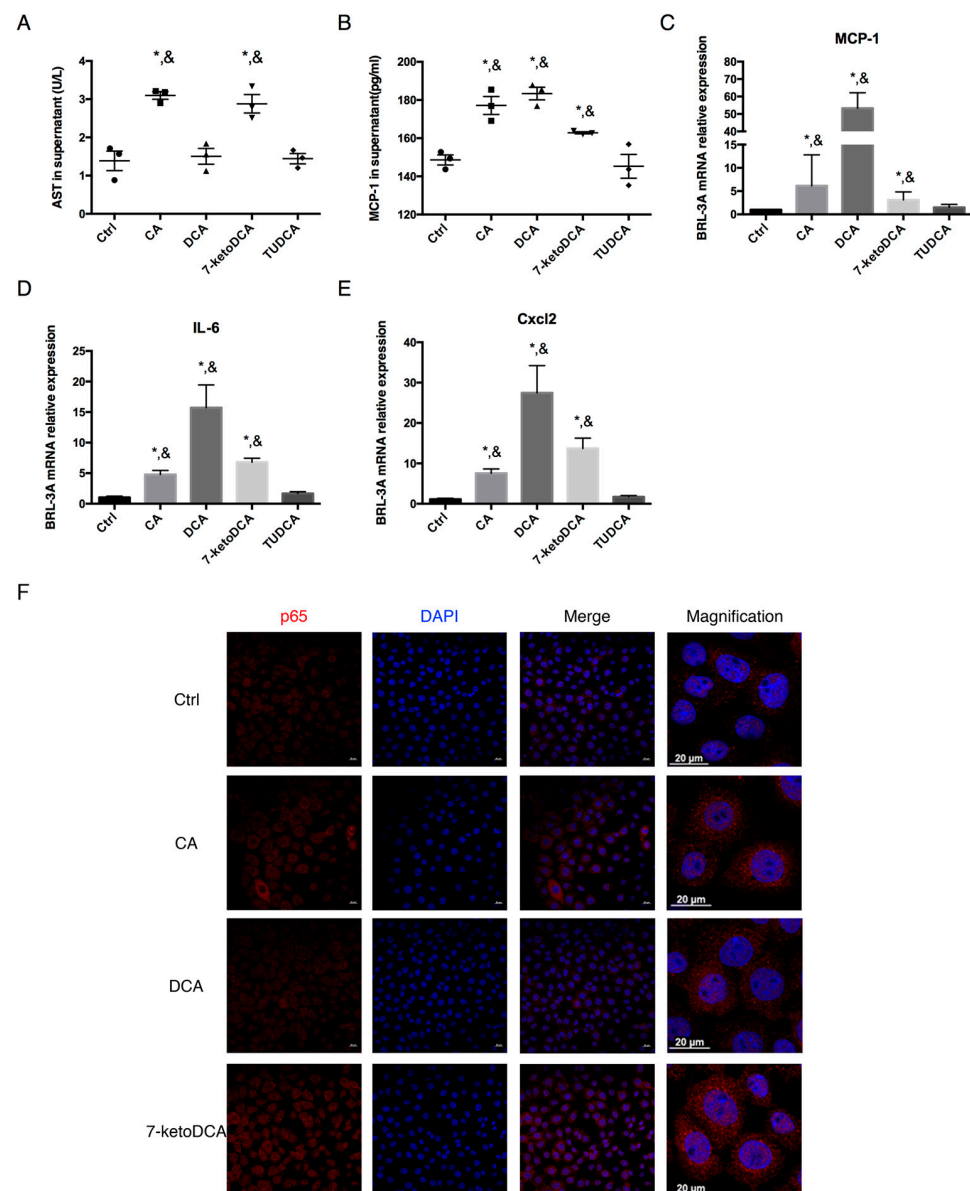 A
AST in supernatant (U/L)
4
3
2
1
0
*,&
*,&
Ctrl
CA
DCA
7-ketoDCA
TUDCA
B
MCP-1 in supernatant(pg/ml)
200
180
160
140
120
*,&
*,&
*,&
Ctrl
CA
DCA
7-ketoDCA
TUDCA
C
MCP-1
BRL-3A mRNA relative expression
80
70
60
50
40
15
10
5
0
*,&
*,&
*,&
Ctrl
CA
DCA
7-ketoDCA
TUDCA
D
IL-6
BRL-3A mRNA relative expression
25
20
15
10
5
0
*,&
*,&
*,&
Ctrl
CA
DCA
7-ketoDCA
TUDCA
E
Cxcl2
BRL-3A mRNA relative expression
40
30
20
10
0
*,&
*,&
*,&
Ctrl
CA
DCA
7-ketoDCA
TUDCA
F
p65 DAPI Merge Magnification
Ctrl
20 µm
CA
20 µm
DCA
20 µm
7-ketoDCA
20 µm